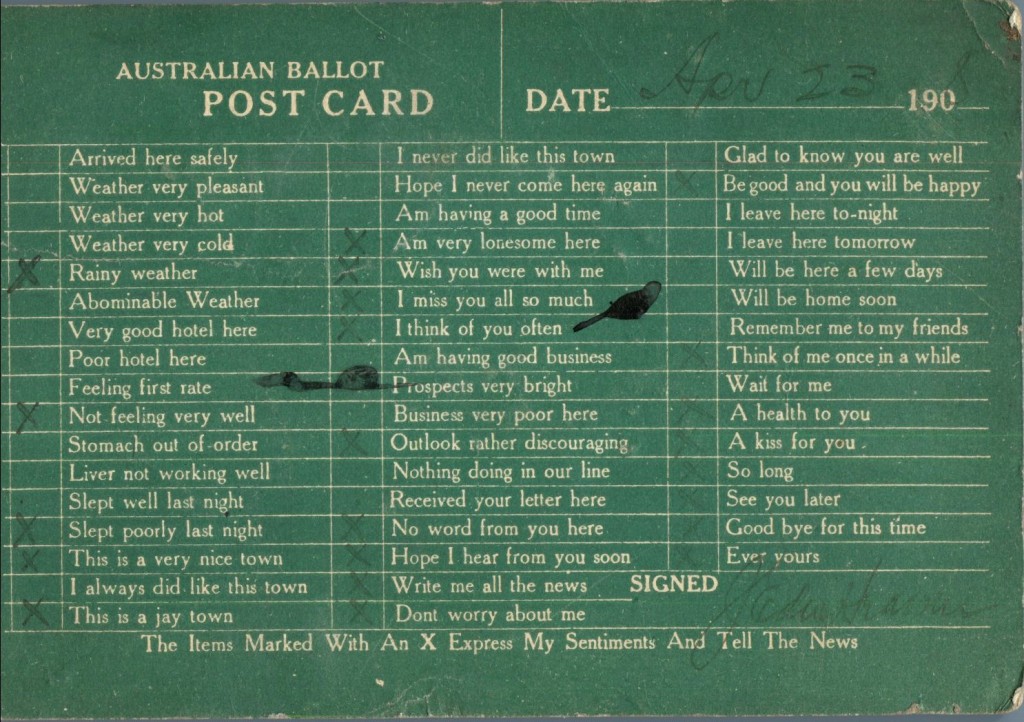 AUSTRALIAN BALLOT
POST CARD
DATE Apr 23 1908
Arrived here safely
Weather very pleasant
Weather very hot
Weather very cold
Rainy weather
Abominable Weather
Very good hotel here
Poor hotel here
Feeling first rate
Not feeling very well
Stomach out of order
Liver not working well
Slept well last night
Slept poorly last night
This is a very nice town
I always did like this town
This is a jay town
I never did like this town
Hope I never come here again
Am having a good time
Am very lonesome here
Wish you were with me
I miss you all so much
I think of you often
Am having good business
Prospects very bright
Business very poor here
Outlook rather discouraging
Nothing doing in our line
Received your letter here
No word from you here
Hope I hear from you soon
Write me all the news
Dont worry about me
Glad to know you are well
Be good and you will be happy
I leave here to-night
I leave here tomorrow
Will be here a few days
Will be home soon
Remember me to my friends
Think of me once in a while
Wait for me
A health to you
A kiss for you
So long
See you later
Good bye for this time
Ever yours
SIGNED
The Items Marked With An X Express My Sentiments And Tell The News